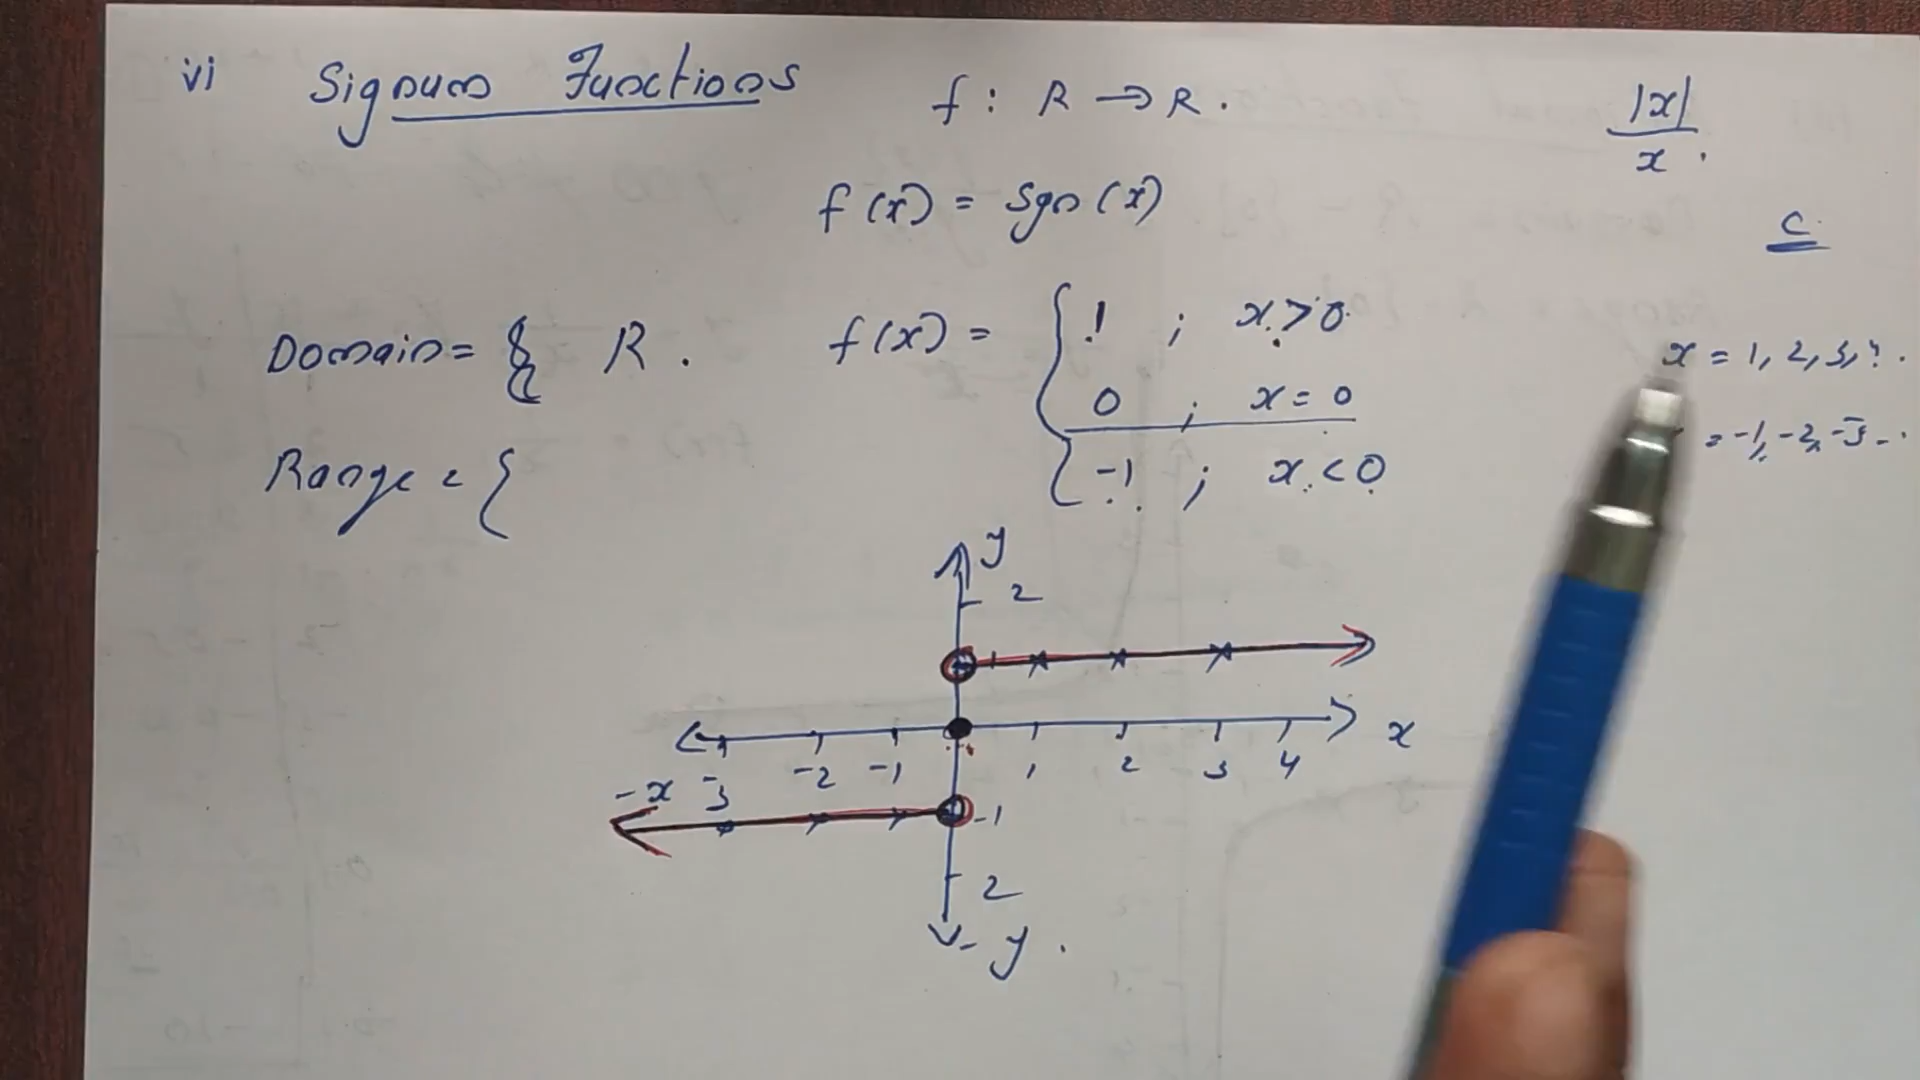 vi Signum Functions f : R → R .
|x|
x .
f(x) = Sgn(x)
C
Domain = { R . f(x) = { 1 ; x > 0
x = 1, 2, 3,
0 ; x = 0
= -1, -2, -3 - .
Range = { -1 ; x < 0
y
2
1
x
-3 -2 -1 1 2 3 4
-x
-1
2
-y .